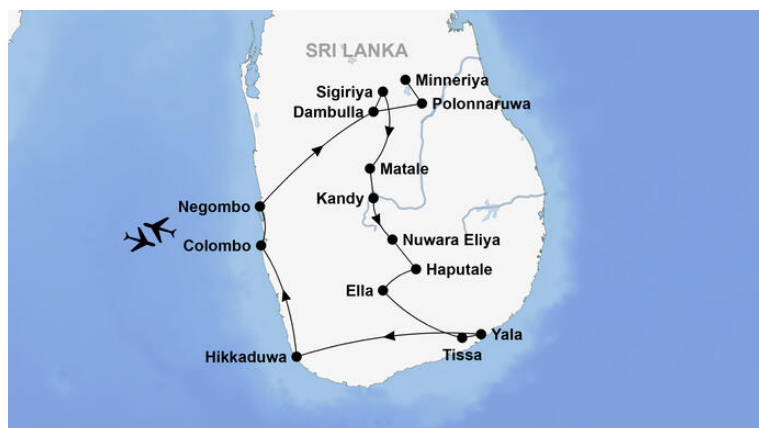 SRI LANKA
Minneriya
Sigiriya
Polonnaruwa
Dambulla
Matale
Kandy
Negombo
Nuwara Eliya
Colombo
Haputale
Ella
Yala
Tissa
Hikkaduwa